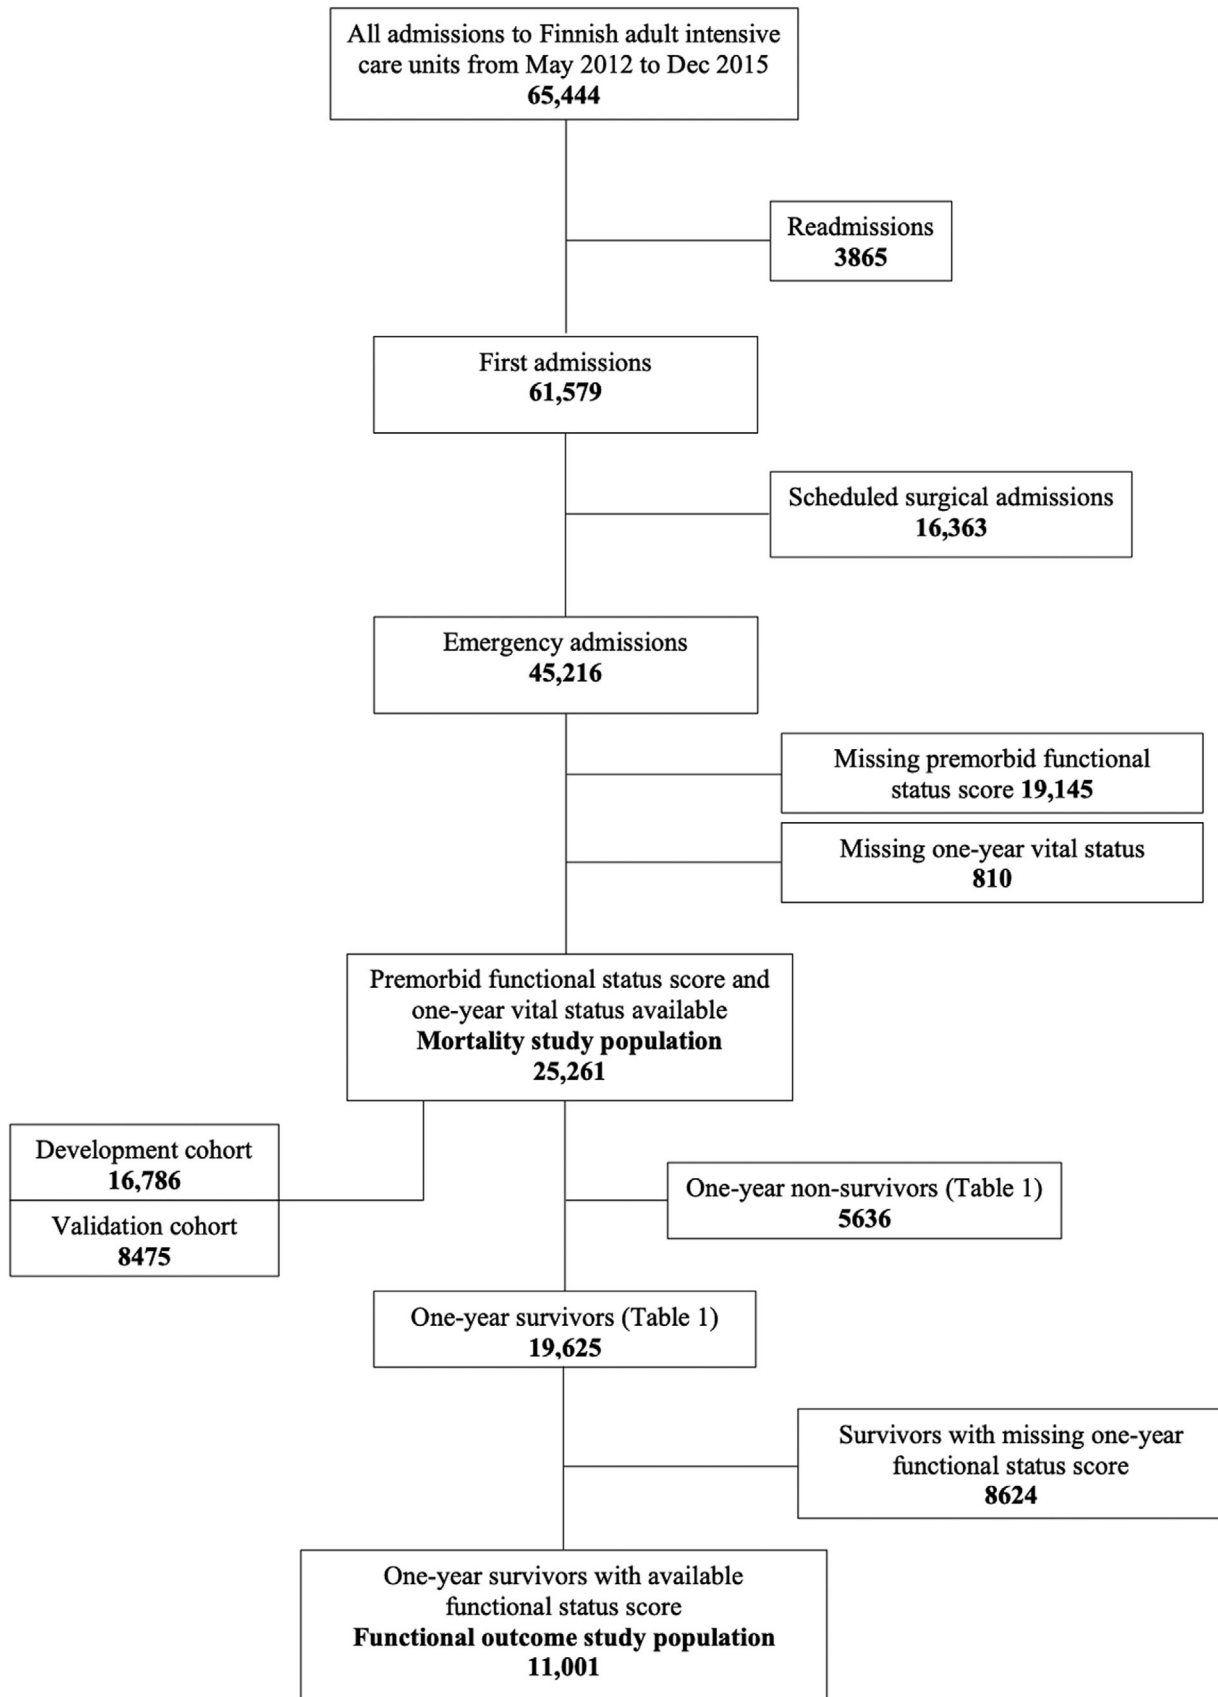 All admissions to Finnish adult intensive
care units from May 2012 to Dec 2015
65,444
Readmissions
3865
First admissions
61,579
Scheduled surgical admissions
16,363
Emergency admissions
45,216
Missing premorbid functional
status score 19,145
Missing one-year vital status
810
Premorbid functional status score and
one-year vital status available
Mortality study population
25,261
Development cohort
16,786
Validation cohort
8475
One-year non-survivors (Table 1)
5636
One-year survivors (Table 1)
19,625
Survivors with missing one-year
functional status score
8624
One-year survivors with available
functional status score
Functional outcome study population
11,001